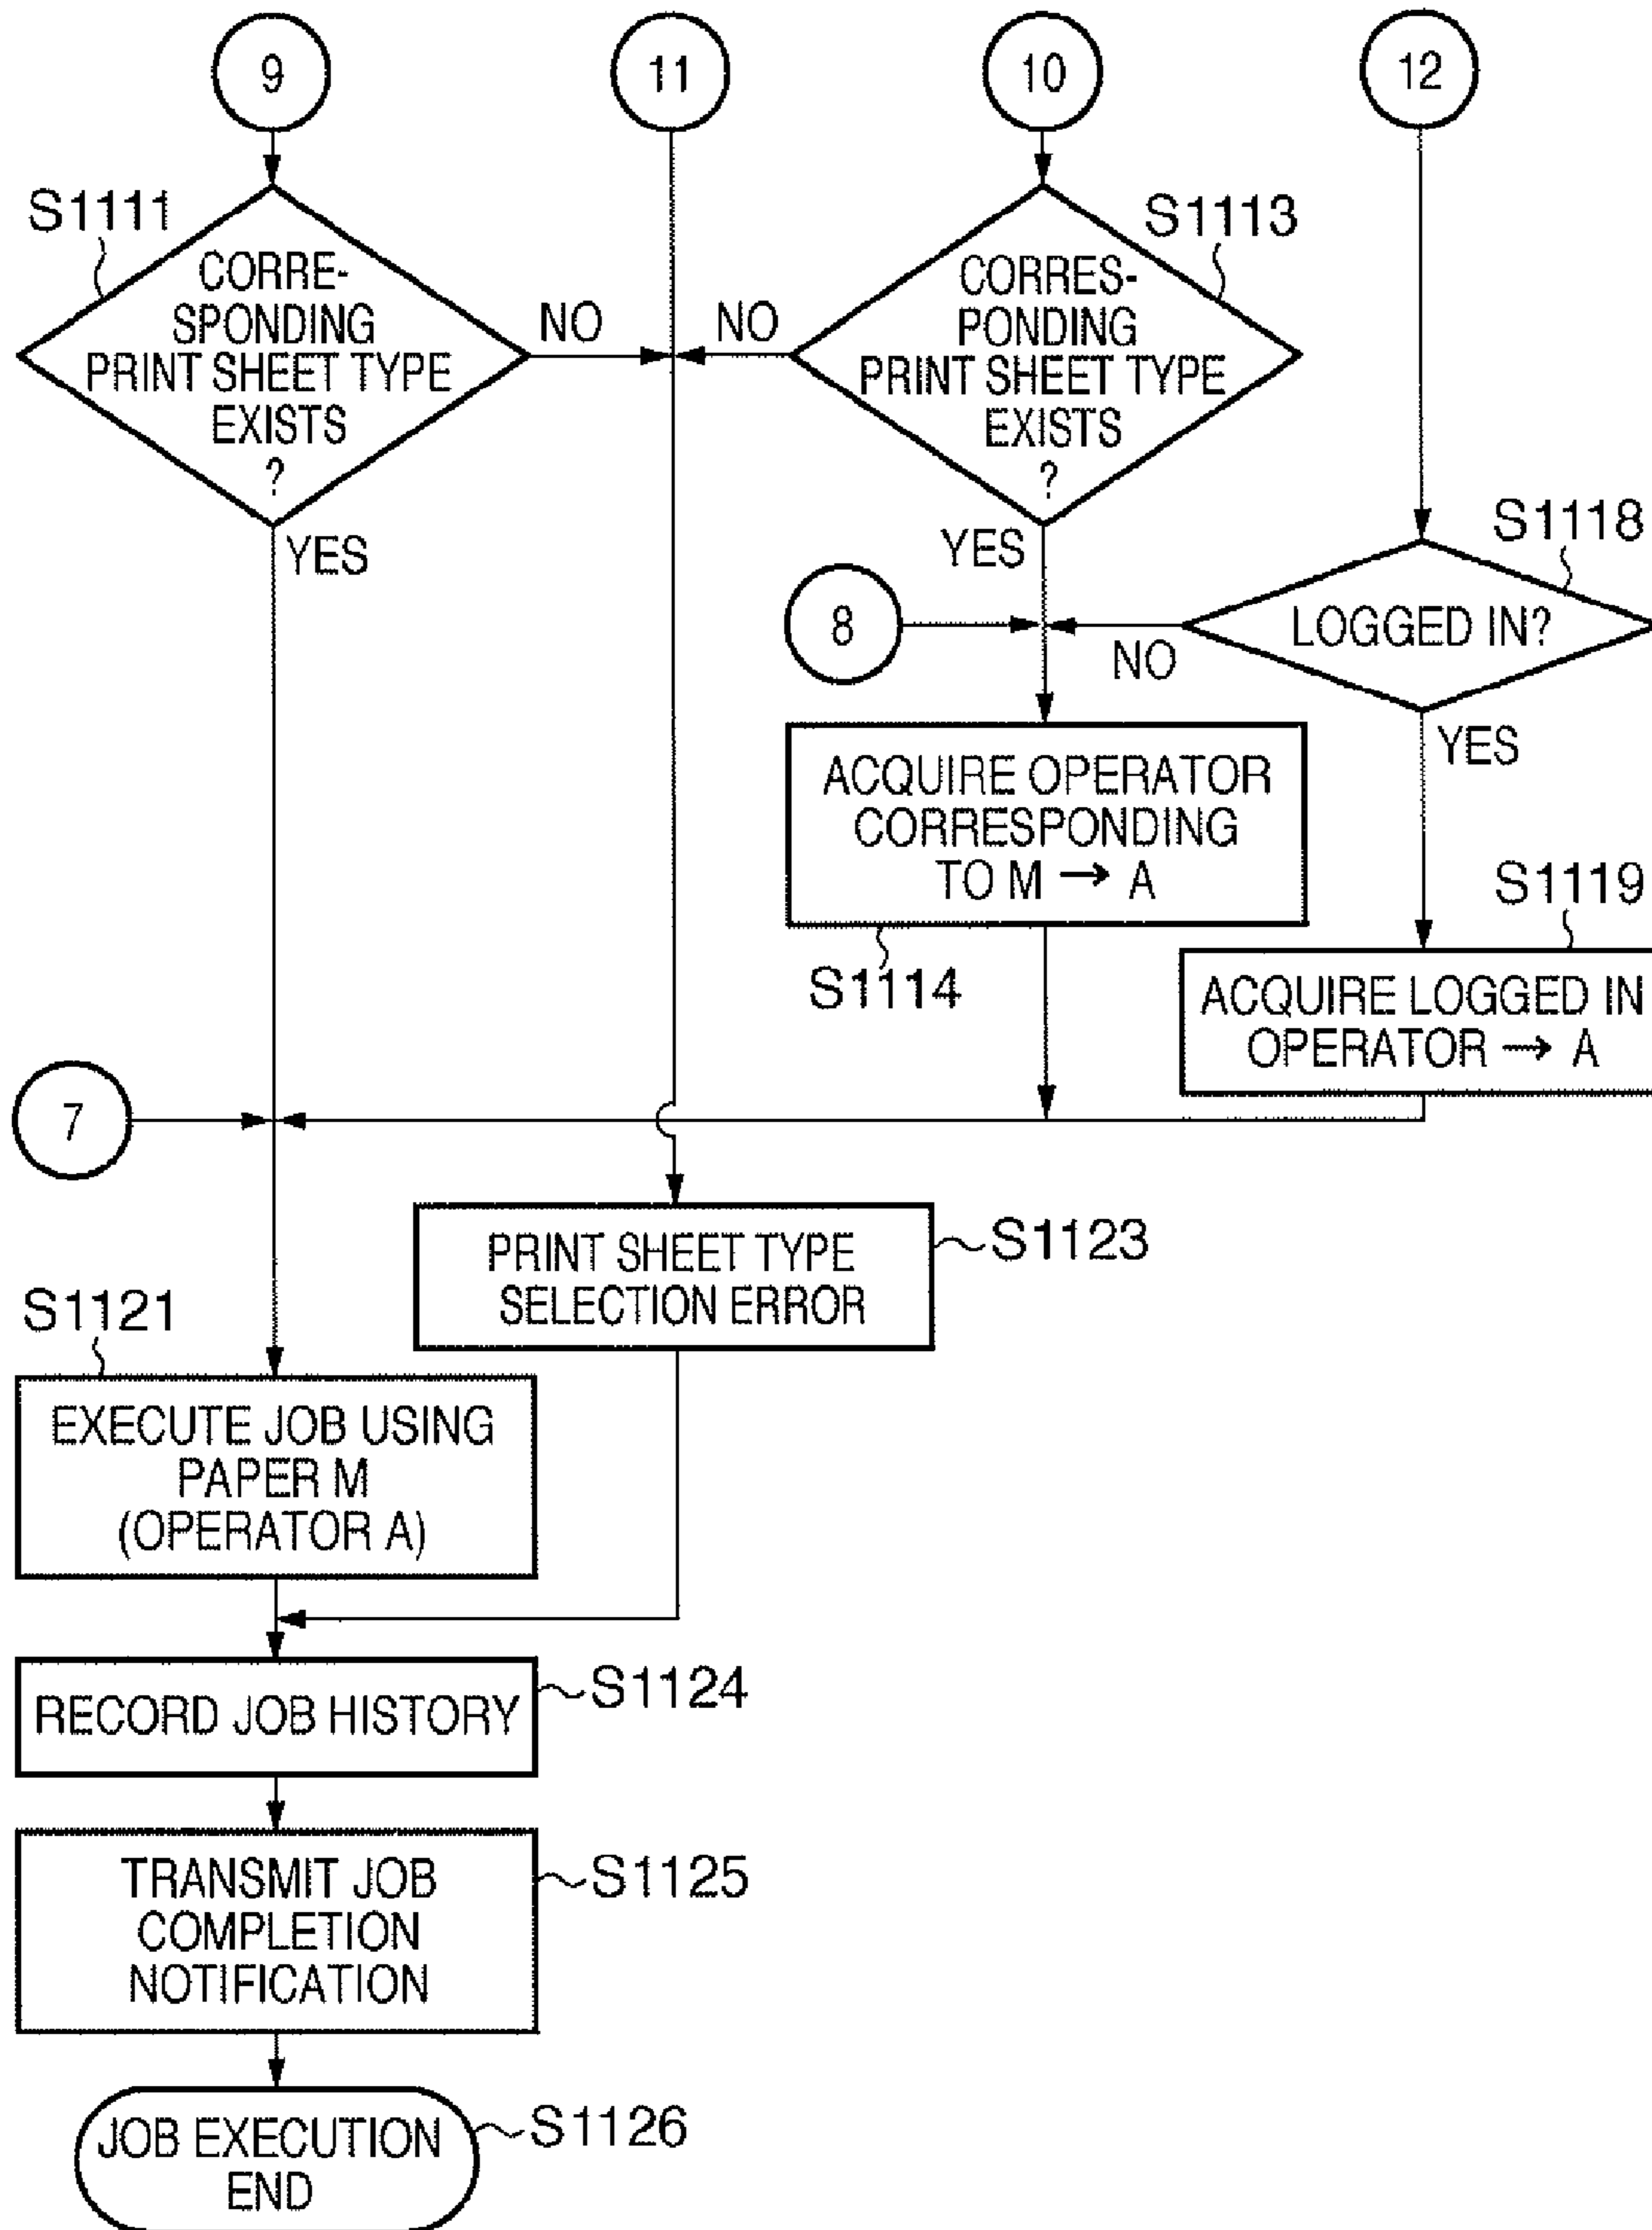 9
11
10
12
S1111
CORRE-
SPONDING
PRINT SHEET TYPE
EXISTS
?
NO
NO
S1113
CORRES-
PONDING
PRINT SHEET TYPE
EXISTS
?
YES
YES
8
S1118
LOGGED IN?
NO
YES
ACQUIRE OPERATOR
CORRESPONDING
TO M → A
S1114
S1119
ACQUIRE LOGGED IN
OPERATOR → A
7
PRINT SHEET TYPE
SELECTION ERROR
S1123
S1121
EXECUTE JOB USING
PAPER M
(OPERATOR A)
RECORD JOB HISTORY
S1124
TRANSMIT JOB
COMPLETION
NOTIFICATION
S1125
JOB EXECUTION
END
S1126